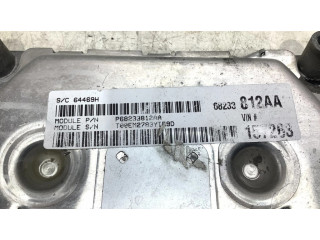 S/C 64469H
68233 812AA
MODULE P/N P68233812AA
VIN #
MODULE S/N